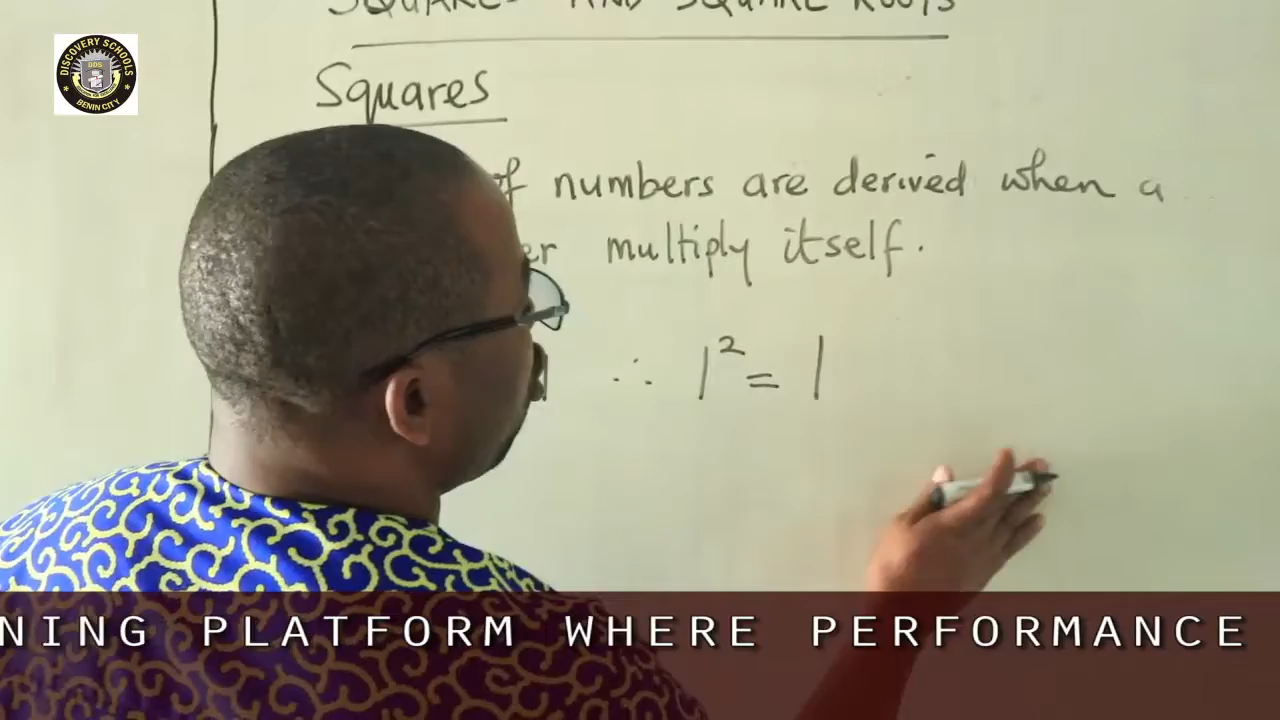 SQUARES AND SQUARE ROOTS
DISCOVERY SCHOOLS
DDS
BENIN CITY
Squares
of numbers are derived when a
er multiply itself.
∴ 1² = 1
NING PLATFORM WHERE PERFORMANCE